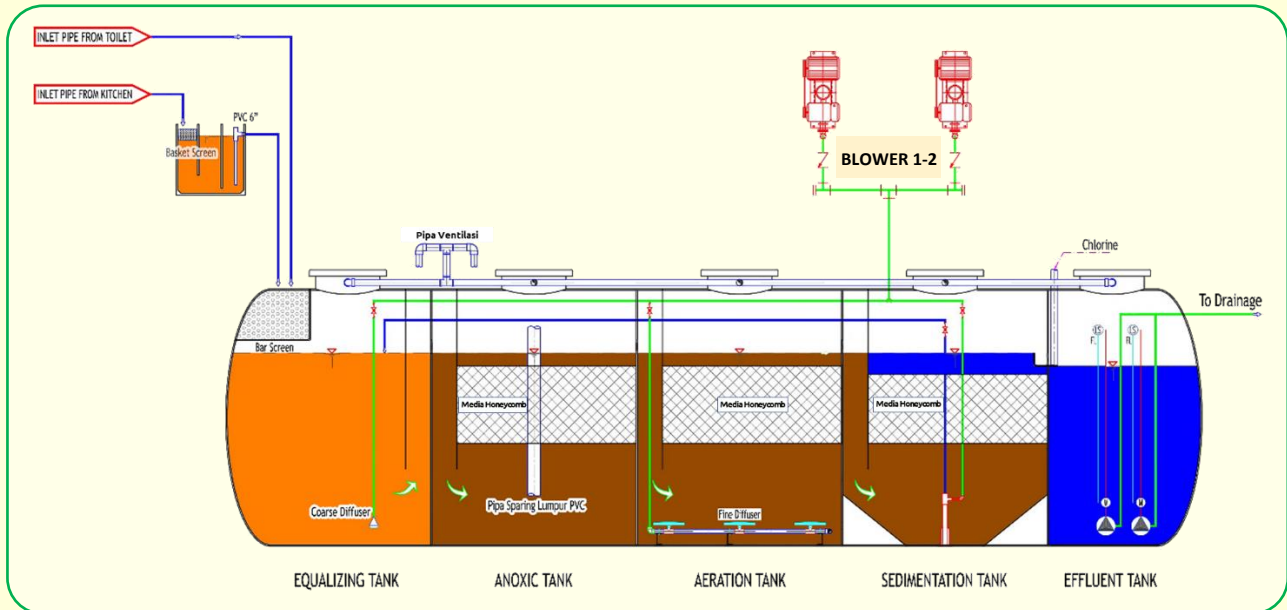 INLET PIPE FROM TOILET
INLET PIPE FROM KITCHEN
PVC 6"
Basket Screen
BLOWER 1-2
Pipa Ventilasi
Chlorine
To Drainage
Bar Screen
LS
LS
F.
R.
Media Honeycomb
Media Honeycomb
Media Honeycomb
Coarse Diffuser
Pipa Sparing Lumpur PVC
Fine Diffuser
M
EQUALIZING TANK
ANOXIC TANK
AERATION TANK
SEDIMENTATION TANK
EFFLUENT TANK